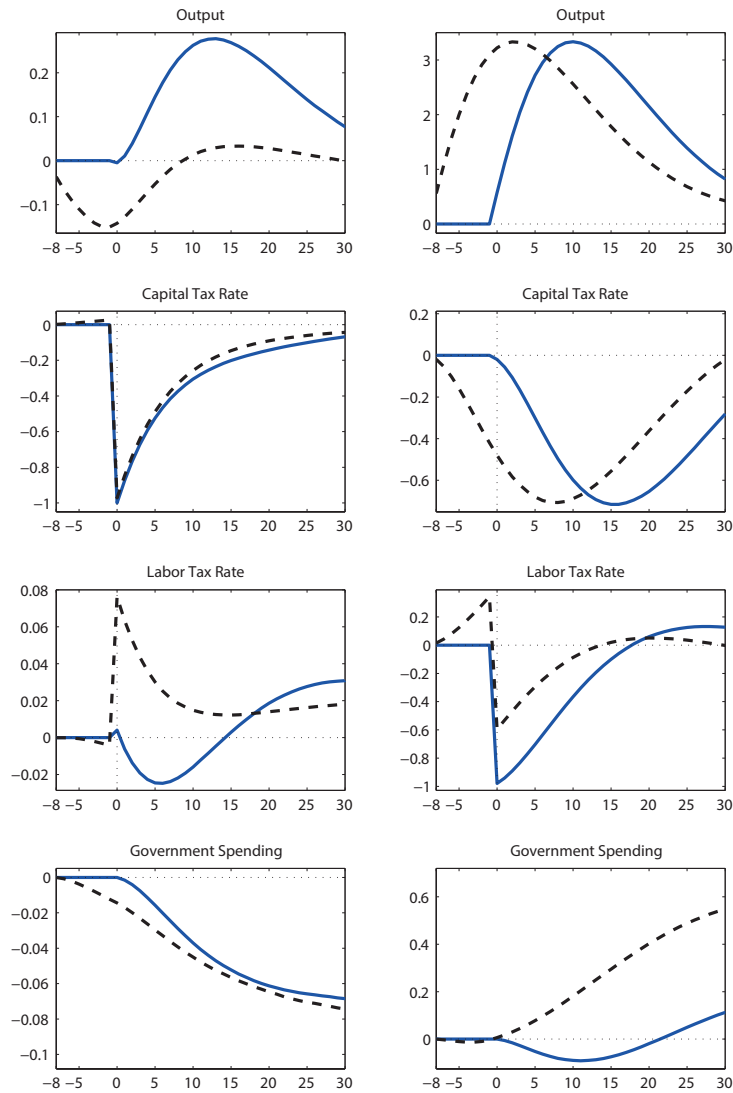 Output
0.2
0.1
0
−0.1
−8 −5 0 5 10 15 20 25 30
Output
3
2
1
0
−8 −5 0 5 10 15 20 25 30
Capital Tax Rate
0
−0.2
−0.4
−0.6
−0.8
−1
−8 −5 0 5 10 15 20 25 30
Capital Tax Rate
0.2
0
−0.2
−0.4
−0.6
−8 −5 0 5 10 15 20 25 30
Labor Tax Rate
0.08
0.06
0.04
0.02
0
−0.02
−8 −5 0 5 10 15 20 25 30
Labor Tax Rate
0.2
0
−0.2
−0.4
−0.6
−0.8
−1
−8 −5 0 5 10 15 20 25 30
Government Spending
0
−0.02
−0.04
−0.06
−0.08
−0.1
−8 −5 0 5 10 15 20 25 30
Government Spending
0.6
0.4
0.2
0
−8 −5 0 5 10 15 20 25 30